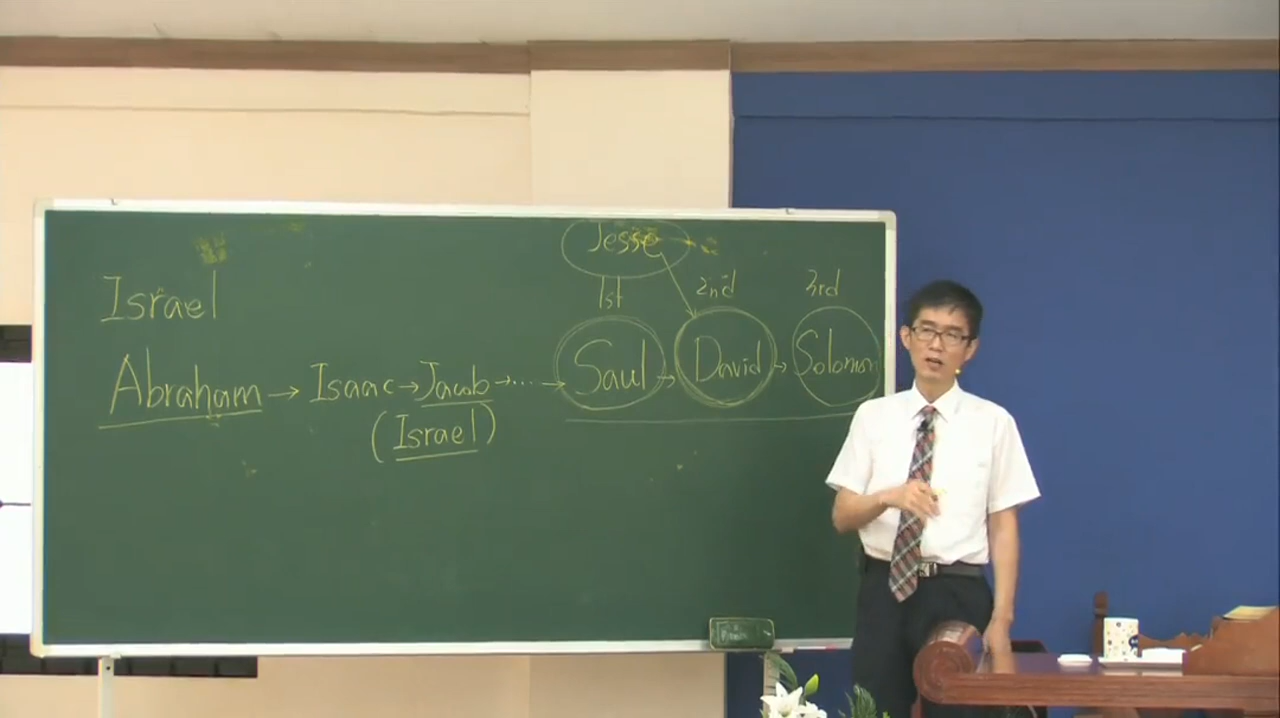 Jesse
1st 2nd 3rd
Israel
Abraham → Isaac → Jacob → ... → Saul → David → Solomon
(Israel)